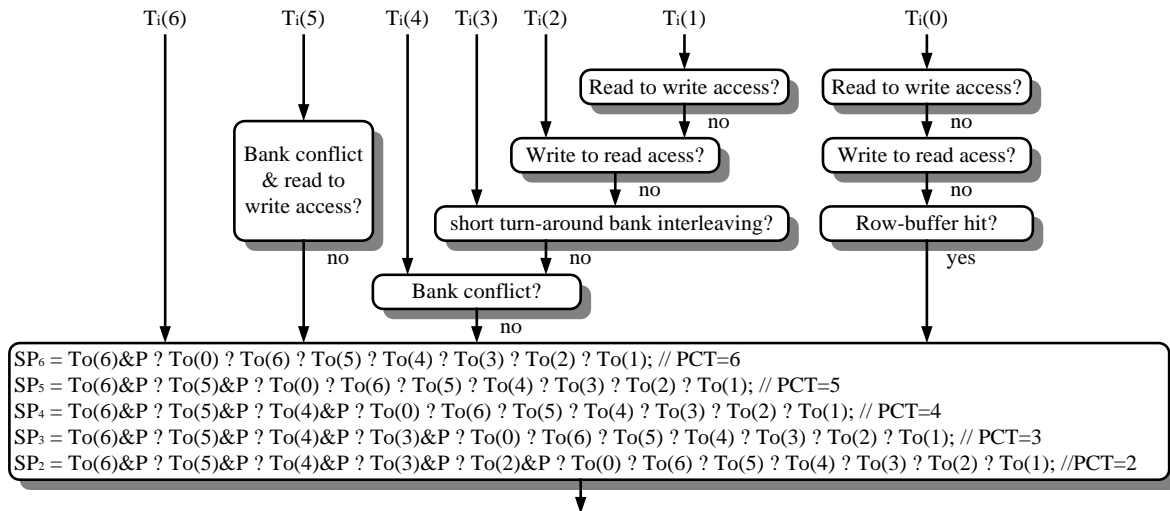 Ti(6) Ti(5) Ti(4) Ti(3) Ti(2) Ti(1) Ti(0)
Read to write access? Read to write access?
no no
Bank conflict
& read to
write access?
Write to read acess? Write to read acess?
no no
short turn-around bank interleaving? Row-buffer hit?
no no yes
Bank conflict?
no
SP6 = To(6)&P ? To(0) ? To(6) ? To(5) ? To(4) ? To(3) ? To(2) ? To(1); // PCT=6
SP5 = To(6)&P ? To(5)&P ? To(0) ? To(6) ? To(5) ? To(4) ? To(3) ? To(2) ? To(1); // PCT=5
SP4 = To(6)&P ? To(5)&P ? To(4)&P ? To(0) ? To(6) ? To(5) ? To(4) ? To(3) ? To(2) ? To(1); // PCT=4
SP3 = To(6)&P ? To(5)&P ? To(4)&P ? To(3)&P ? To(0) ? To(6) ? To(5) ? To(4) ? To(3) ? To(2) ? To(1); // PCT=3
SP2 = To(6)&P ? To(5)&P ? To(4)&P ? To(3)&P ? To(2)&P ? To(0) ? To(6) ? To(5) ? To(4) ? To(3) ? To(2) ? To(1); //PCT=2